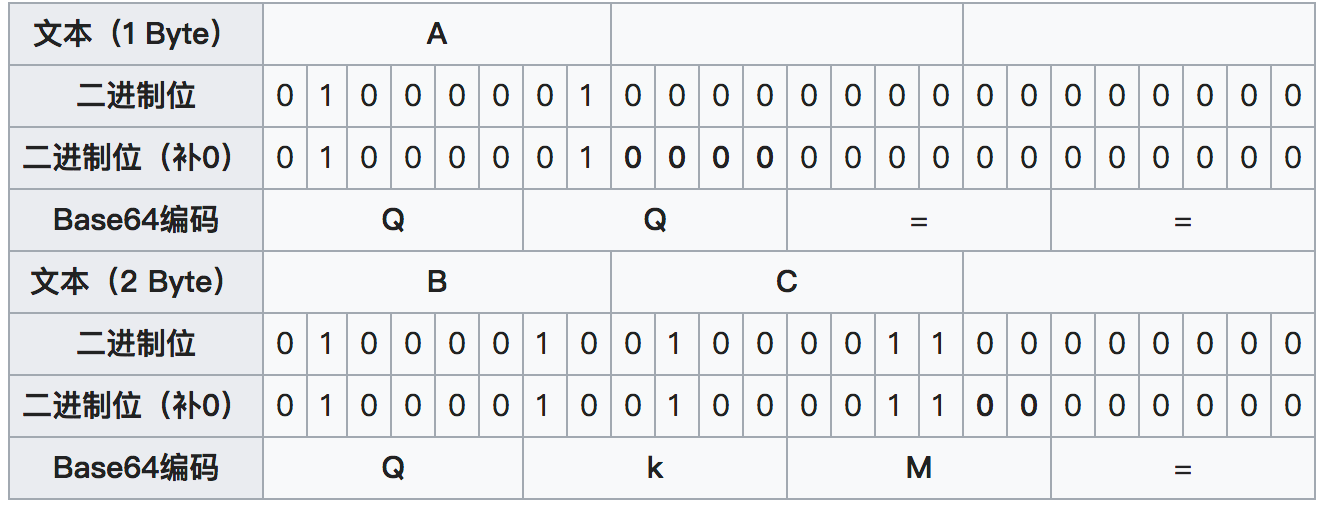 文本（1 Byte） A
二进制位 0 1 0 0 0 0 0 1 0 0 0 0 0 0 0 0 0 0 0 0 0 0 0 0
二进制位（补0） 0 1 0 0 0 0 0 1 0 0 0 0 0 0 0 0 0 0 0 0 0 0 0 0
Base64编码 Q Q = =
文本（2 Byte） B C
二进制位 0 1 0 0 0 0 1 0 0 1 0 0 0 0 1 1 0 0 0 0 0 0 0 0
二进制位（补0） 0 1 0 0 0 0 1 0 0 1 0 0 0 0 1 1 0 0 0 0 0 0 0 0
Base64编码 Q k M =